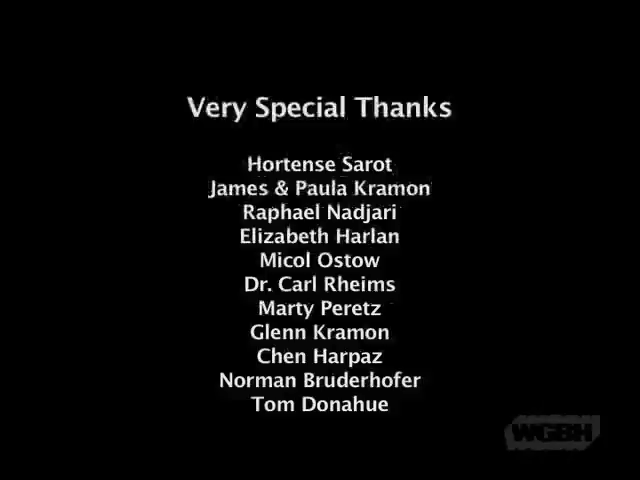 Very Special Thanks
Hortense Sarot
James & Paula Kramon
Raphael Nadjari
Elizabeth Harlan
Micol Ostow
Dr. Carl Rheims
Marty Peretz
Glenn Kramon
Chen Harpaz
Norman Bruderhofer
Tom Donahue
WGBH